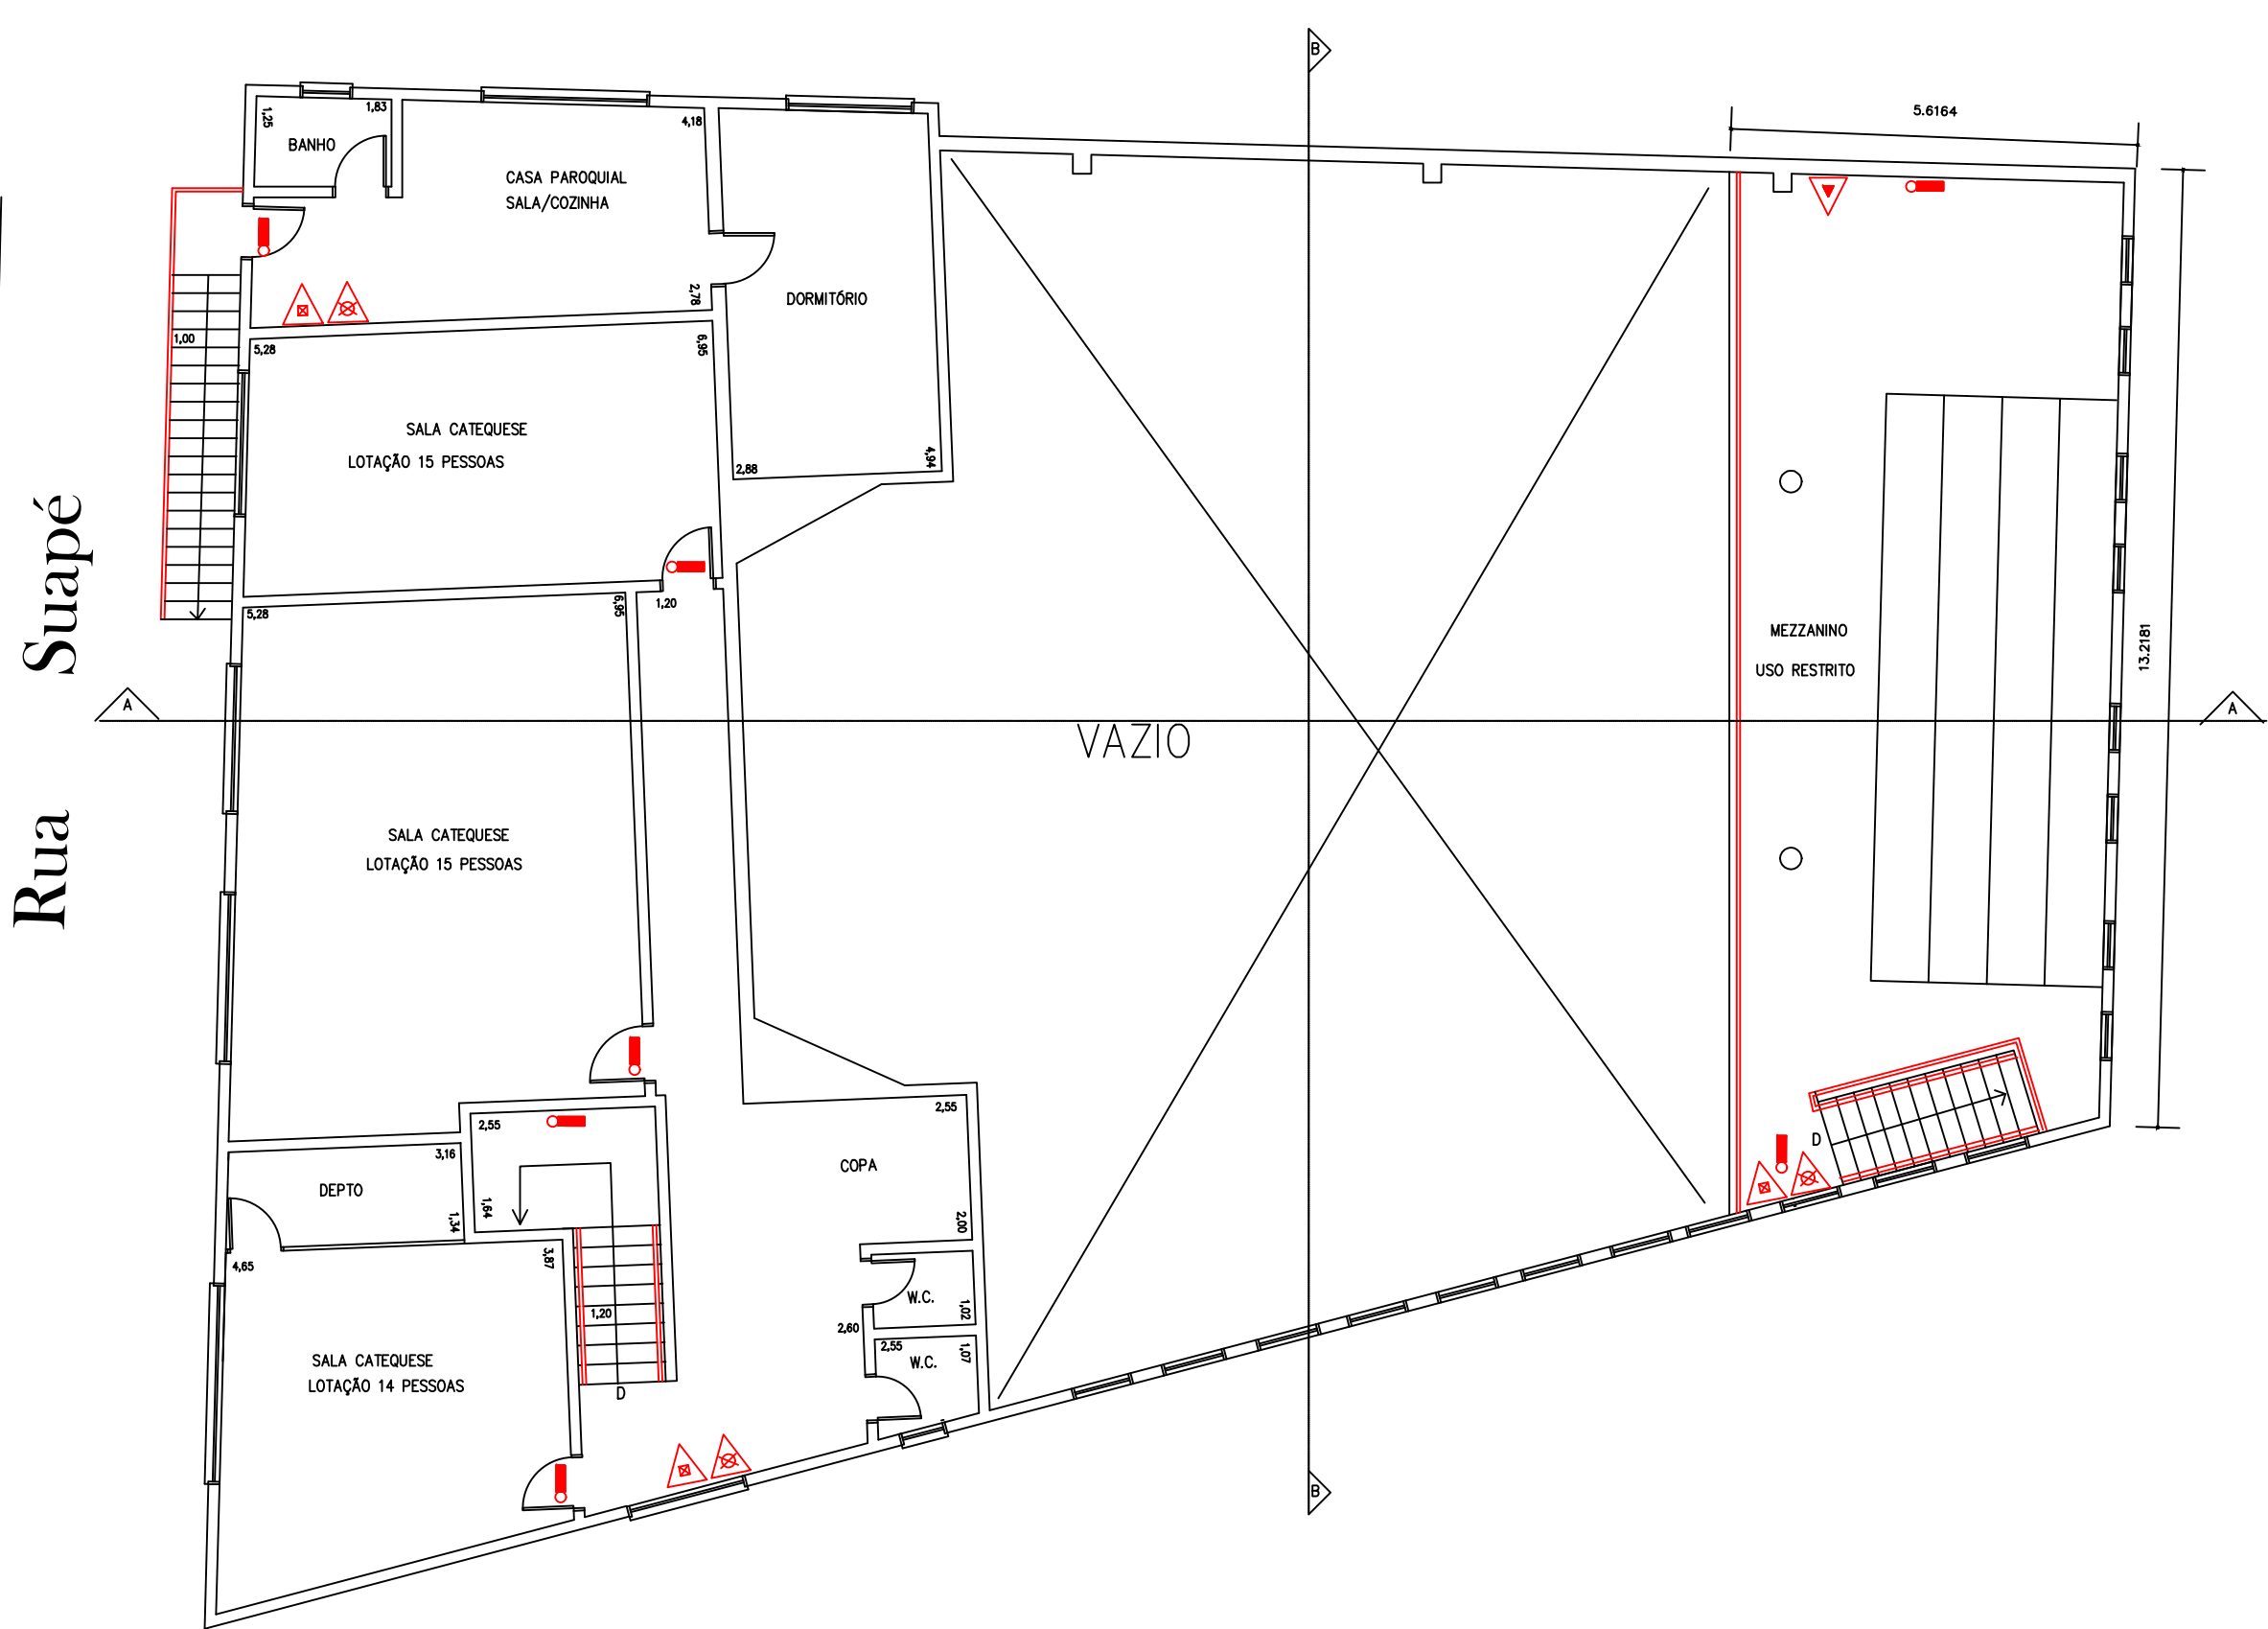 B
5.6164
1,25
1,83
BANHO
4,18
CASA PAROQUIAL
SALA/COZINHA
2,78
DORMITÓRIO
1,00
5,28
6,95
SALA CATEQUESE
LOTAÇÃO 15 PESSOAS
2,88
4,94
Rua Suapé
5,28
6,95
1,20
MEZZANINO
USO RESTRITO
13.2181
A
A
VAZIO
SALA CATEQUESE
LOTAÇÃO 15 PESSOAS
2,55
2,55
3,16
DEPTO
1,34
1,64
COPA
2,00
D
4,65
3,87
1,20
W.C.
1,02
2,60
2,55
W.C.
1,07
SALA CATEQUESE
LOTAÇÃO 14 PESSOAS
D
B